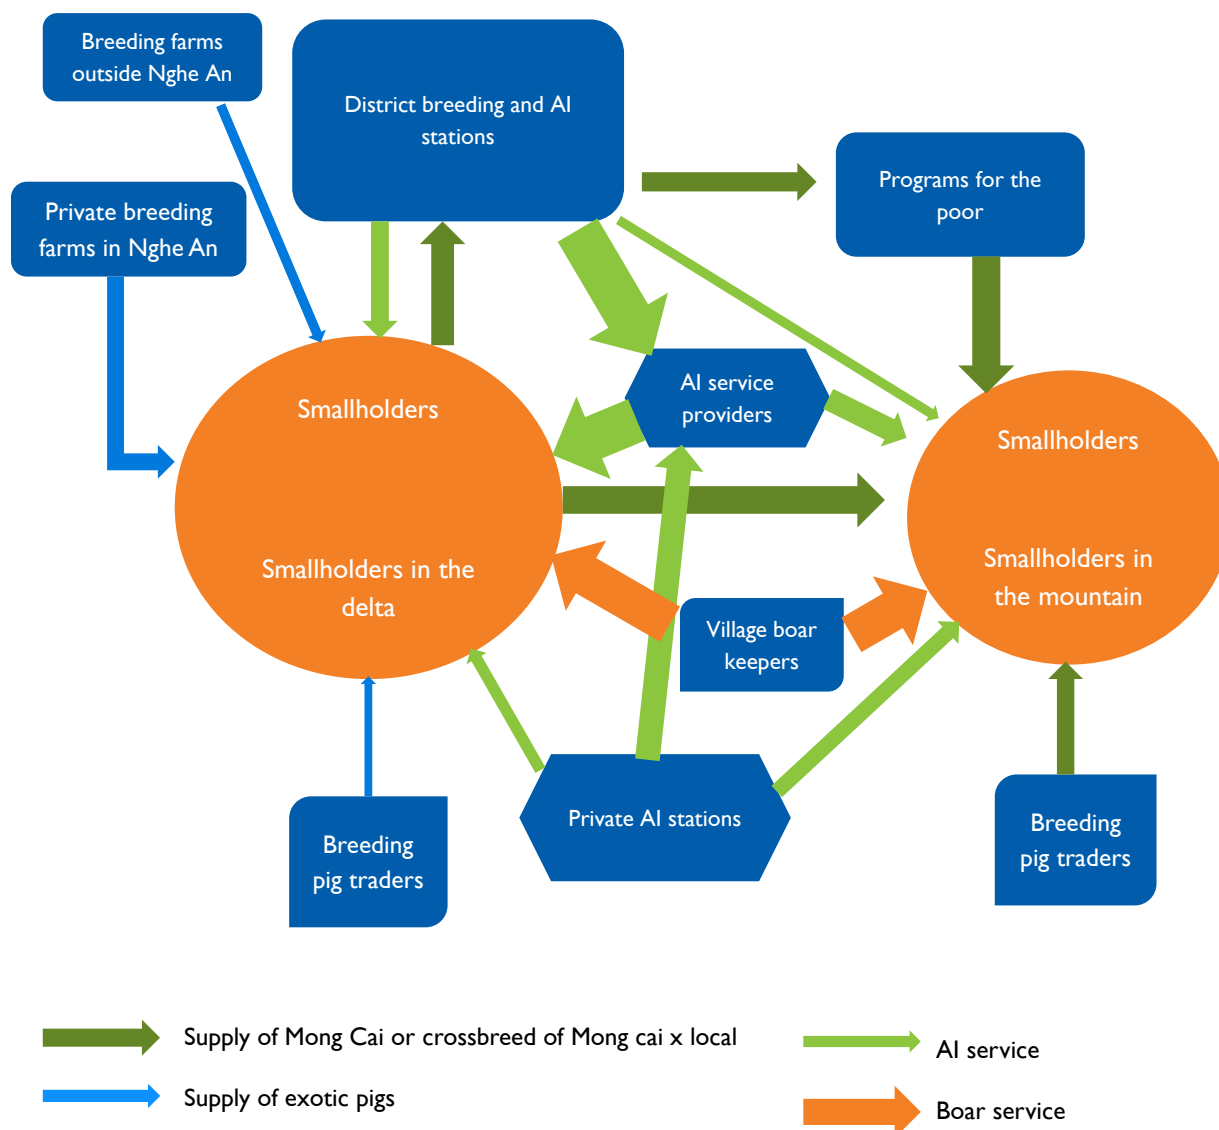 Breeding farms
outside Nghe An
District breeding and AI
stations
Programs for the
poor
Private breeding
farms in Nghe An
AI service
providers
Smallholders
Smallholders
Smallholders in the
delta
Smallholders in
the mountain
Village boar
keepers
Private AI stations
Breeding
pig traders
Breeding
pig traders
Supply of Mong Cai or crossbreed of Mong cai x local
AI service
Supply of exotic pigs
Boar service